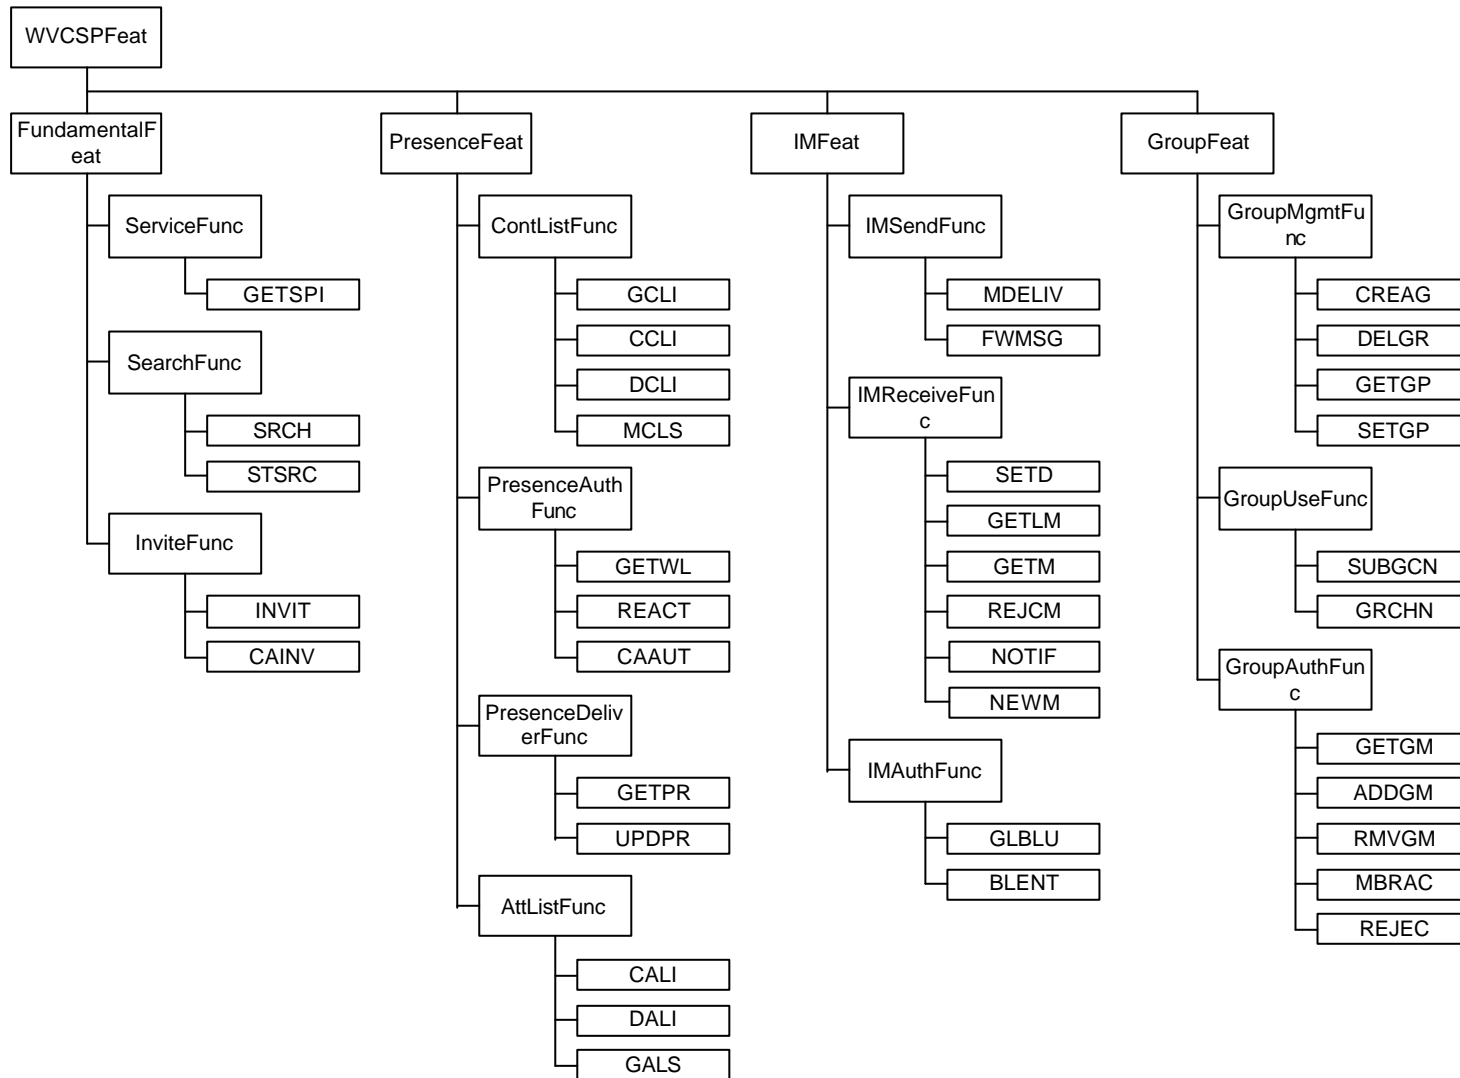 WVCSPFeat
FundamentalF
eat
ServiceFunc
GETSPI
SearchFunc
SRCH
STSRC
InviteFunc
INVIT
CAINV
PresenceFeat
ContListFunc
GCLI
CCLI
DCLI
MCLS
PresenceAuth
Func
GETWL
REACT
CAAUT
PresenceDeliv
erFunc
GETPR
UPDPR
AttListFunc
CALI
DALI
GALS
IMFeat
IMSendFunc
MDELIV
FWMSG
IMReceiveFun
c
SETD
GETLM
GETM
REJCM
NOTIF
NEWM
IMAuthFunc
GLBLU
BLENT
GroupFeat
GroupMgmtFu
nc
CREAG
DELGR
GETGP
SETGP
GroupUseFunc
SUBGCN
GRCHN
GroupAuthFun
c
GETGM
ADDGM
RMVGM
MBRAC
REJEC